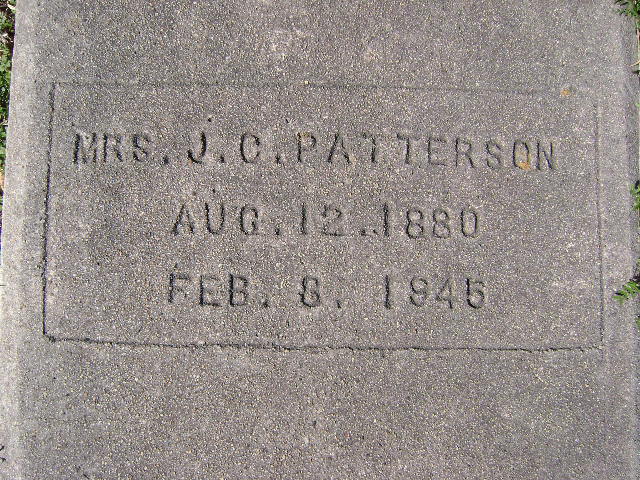 MRS. J. C. PATTERSON
AUG. 12. 1880
FEB. 8. 1945